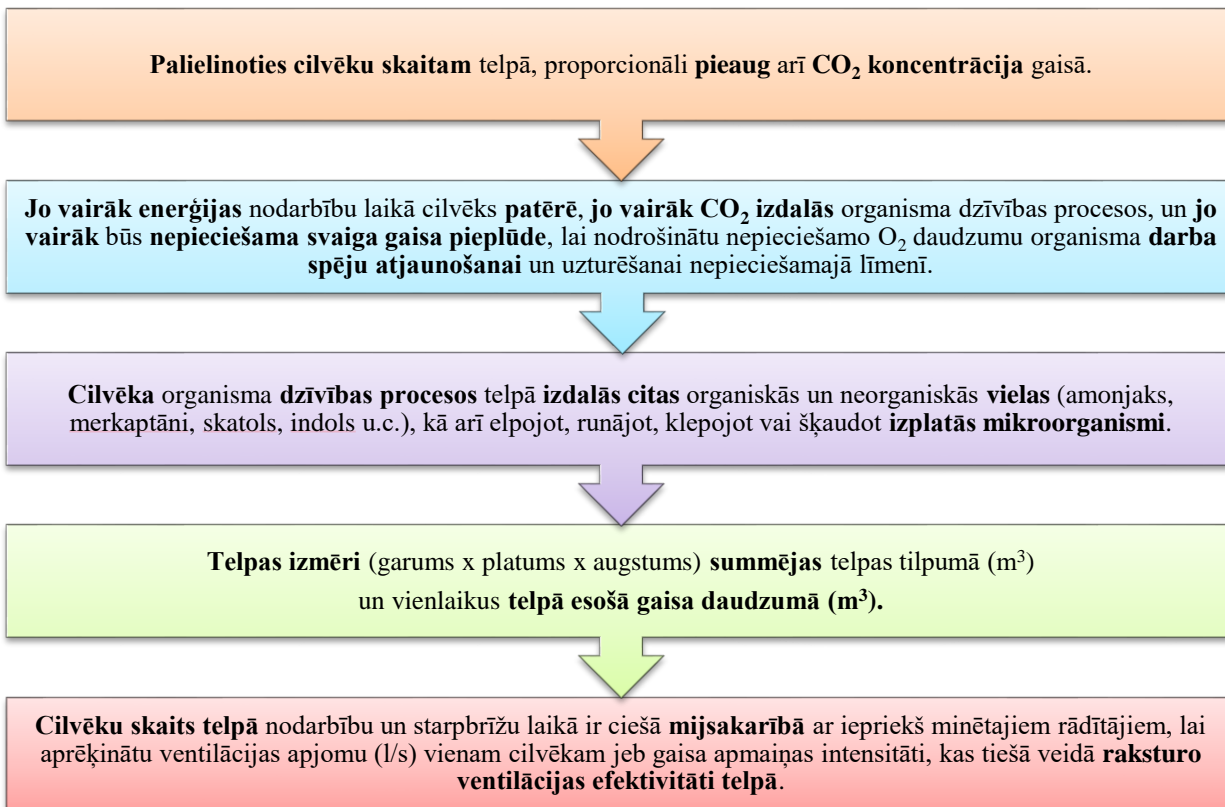 Palielinoties cilvēku skaitam telpā, proporcionāli pieaug arī CO₂ koncentrācija gaisā.
Jo vairāk enerģijas nodarbību laikā cilvēks patērē, jo vairāk CO₂ izdalās organisma dzīvības procesos, un jo
vairāk būs nepieciešama svaiga gaisa pieplūde, lai nodrošinātu nepieciešamo O₂ daudzumu organisma darba
spēju atjaunošanai un uzturēšanai nepieciešamajā līmenī.
Cilvēka organisma dzīvības procesos telpā izdalās citas organiskās un neorganiskās vielas (amonjaks,
merkaptāni, skatols, indols u.c.), kā arī elpojot, runājot, klepojot vai šķaudot izplatās mikroorganismi.
Telpas izmēri (garums x platums x augstums) summējas telpas tilpumā (m³)
un vienlaikus telpā esošā gaisa daudzumā (m³).
Cilvēku skaits telpā nodarbību un starpbrīžu laikā ir ciešā mijsakarībā ar iepriekš minētajiem rādītājiem, lai
aprēķinātu ventilācijas apjomu (l/s) vienam cilvēkam jeb gaisa apmaiņas intensitāti, kas tiešā veidā raksturo
ventilācijas efektivitāti telpā.